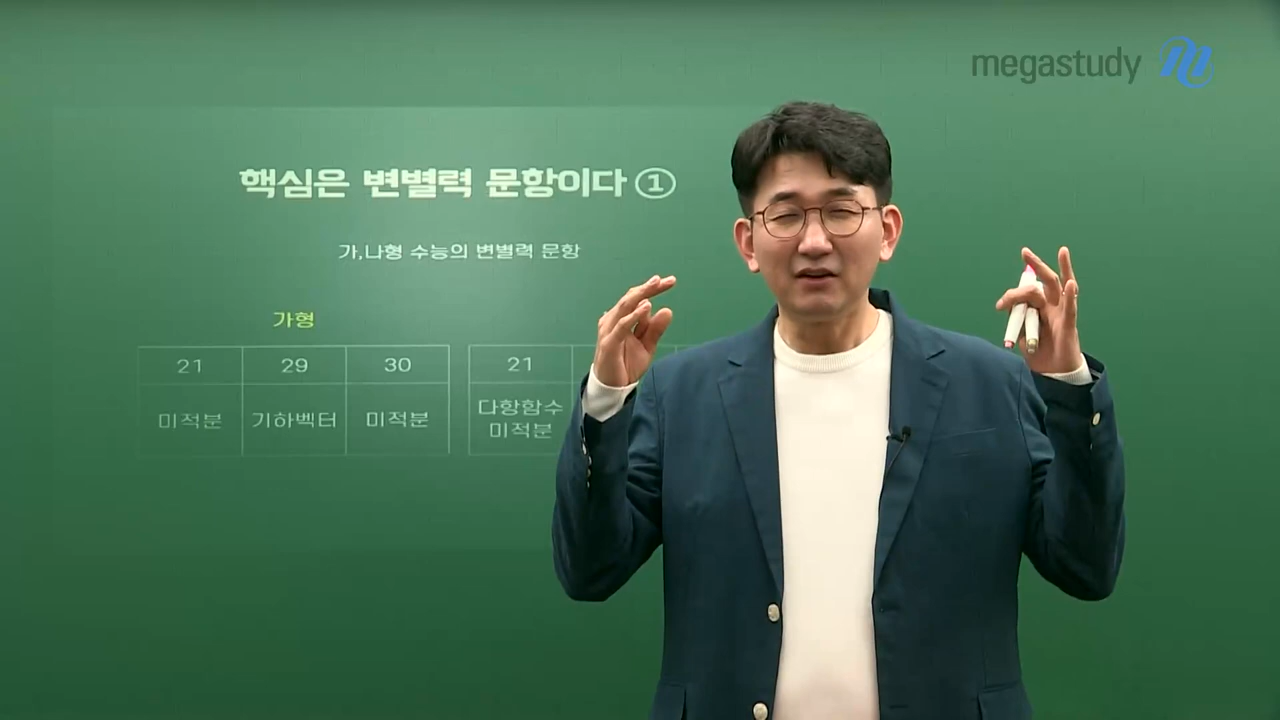 megastudy
핵심은 변별력 문항이다 ①
가,나형 수능의 변별력 문항
가형
21 29 30 21
미적분 기하벡터 미적분 다항함수
미적분